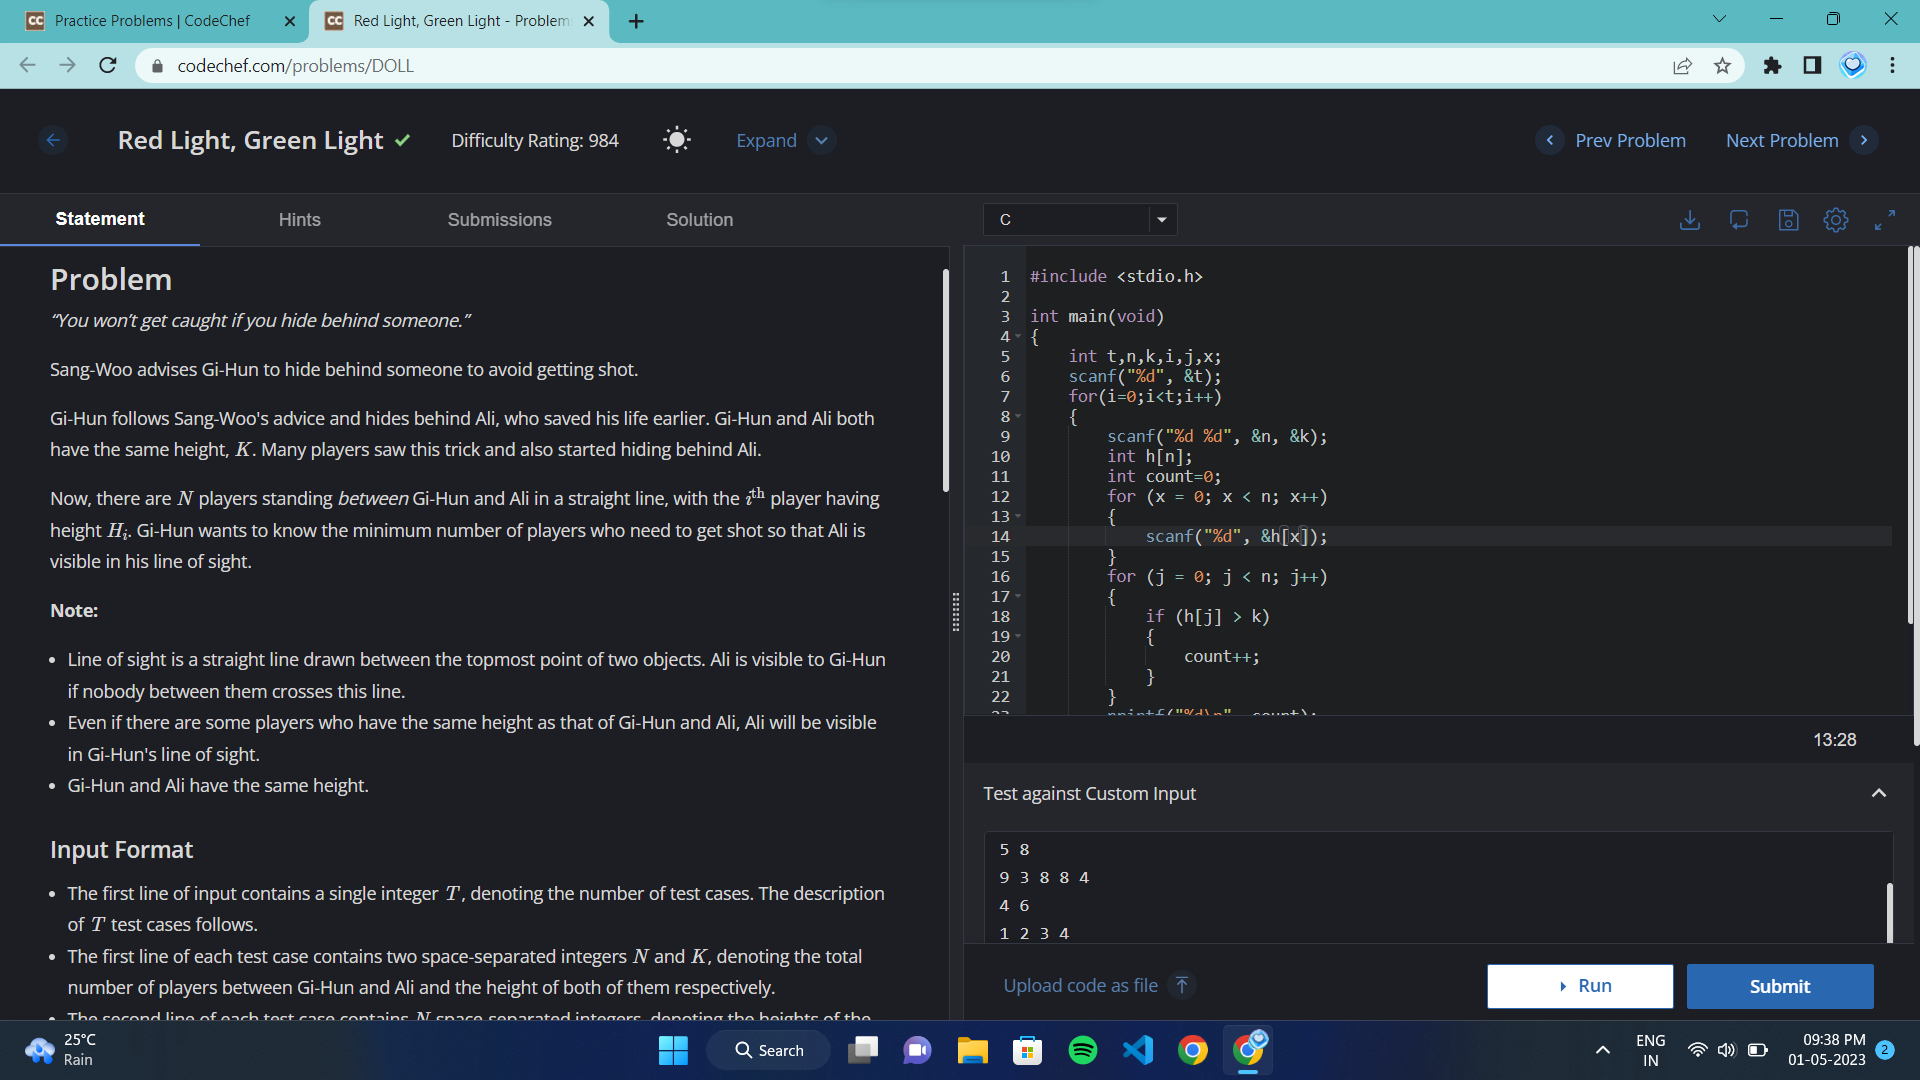 Practice Problems | CodeChef
Red Light, Green Light - Problem
codechef.com/problems/DOLL
Red Light, Green Light
Difficulty Rating: 984
Expand
Prev Problem
Next Problem
Statement
Hints
Submissions
Solution
Problem
“You won’t get caught if you hide behind someone.”
Sang-Woo advises Gi-Hun to hide behind someone to avoid getting shot.
Gi-Hun follows Sang-Woo's advice and hides behind Ali, who saved his life earlier. Gi-Hun and Ali both
have the same height, K. Many players saw this trick and also started hiding behind Ali.
Now, there are N players standing between Gi-Hun and Ali in a straight line, with the i^th player having
height H_i. Gi-Hun wants to know the minimum number of players who need to get shot so that Ali is
visible in his line of sight.
Note:
• Line of sight is a straight line drawn between the topmost point of two objects. Ali is visible to Gi-Hun
if nobody between them crosses this line.
• Even if there are some players who have the same height as that of Gi-Hun and Ali, Ali will be visible
in Gi-Hun's line of sight.
• Gi-Hun and Ali have the same height.
Input Format
• The first line of input contains a single integer T, denoting the number of test cases. The description
of T test cases follows.
• The first line of each test case contains two space-separated integers N and K, denoting the total
number of players between Gi-Hun and Ali and the height of both of them respectively.
• The second line of each test case contains N space-separated integers, denoting the heights of the
C
1 #include <stdio.h>
2
3 int main(void)
4 {
5 int t,n,k,i,j,x;
6 scanf("%d", &t);
7 for(i=0;i<t;i++)
8 {
9 scanf("%d %d", &n, &k);
10 int h[n];
11 int count=0;
12 for (x = 0; x < n; x++)
13 {
14 scanf("%d", &h[x]);
15 }
16 for (j = 0; j < n; j++)
17 {
18 if (h[j] > k)
19 {
20 count++;
21 }
22 }
23 printf("%d\n", count);
13:28
Test against Custom Input
5 8
9 3 8 8 4
4 6
1 2 3 4
Upload code as file
Run
Submit
25°C
Rain
Search
ENG
IN
09:38 PM
01-05-2023
2